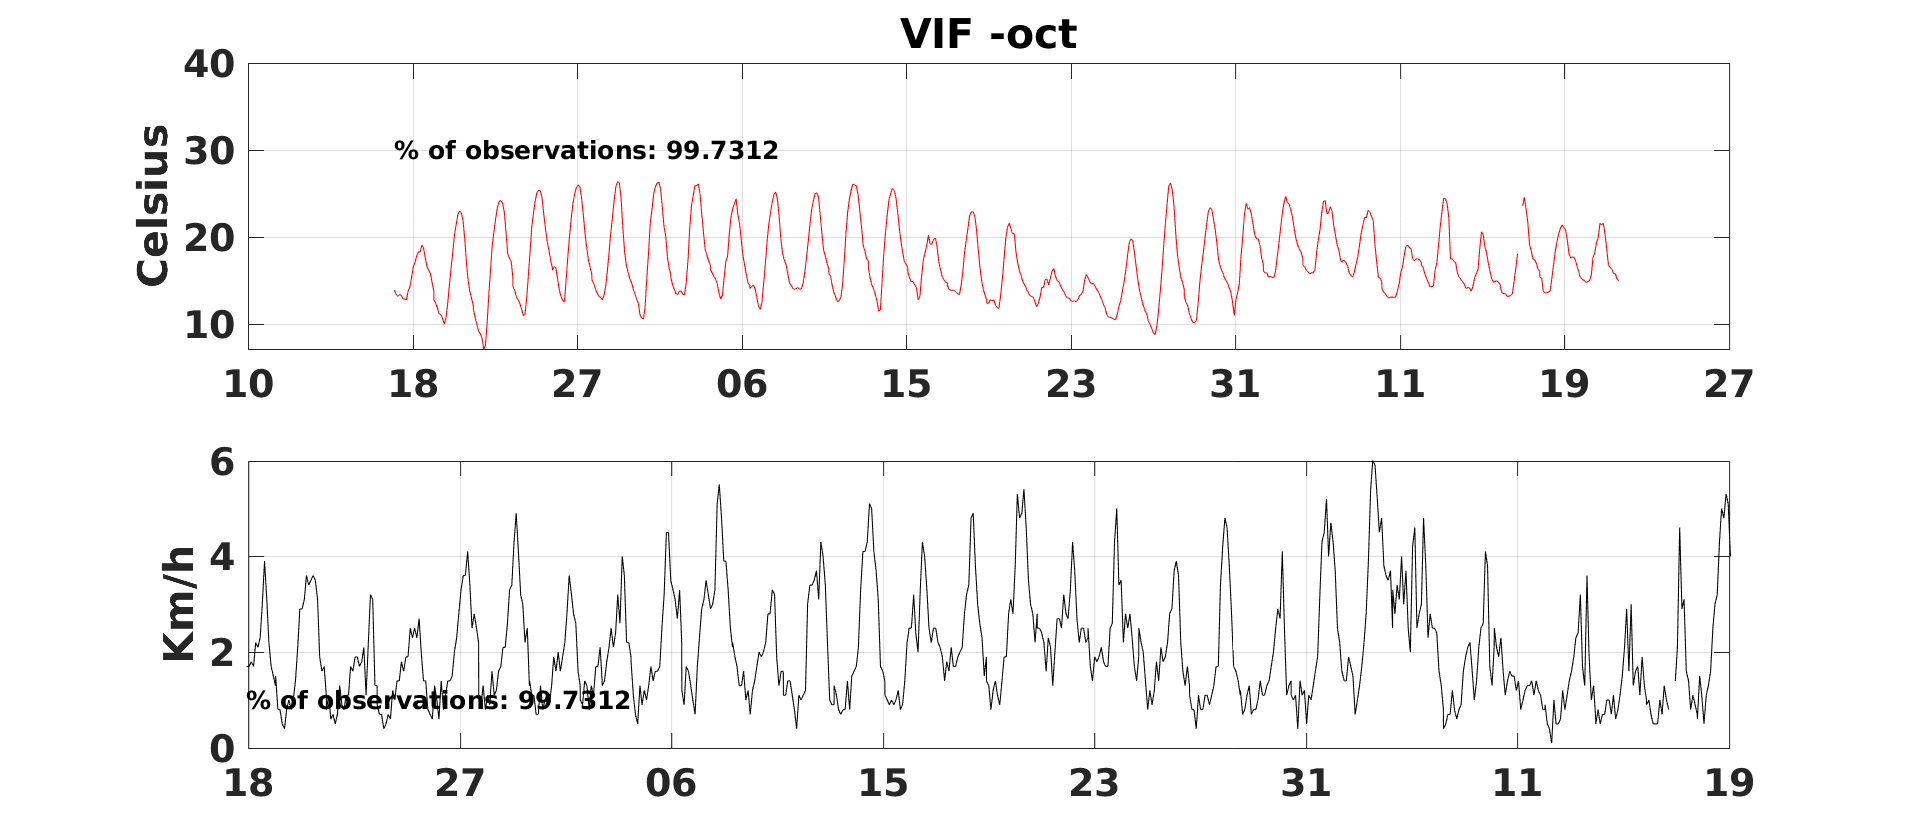 VIF -oct
40
30
20
10
Celsius
% of observations: 99.7312
10 18 27 06 15 23 31 11 19 27
6
4
2
0
Km/h
% of observations: 99.7312
18 27 06 15 23 31 11 19